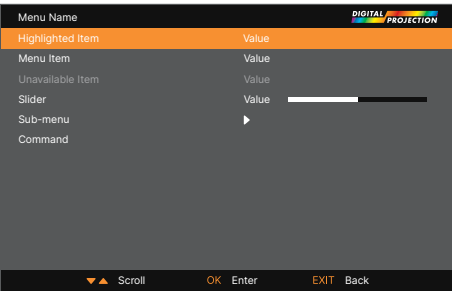 Menu Name
DIGITAL
PROJECTION
Highlighted Item Value
Menu Item Value
Unavailable Item Value
Slider Value
Sub-menu
Command
Scroll OK Enter EXIT Back